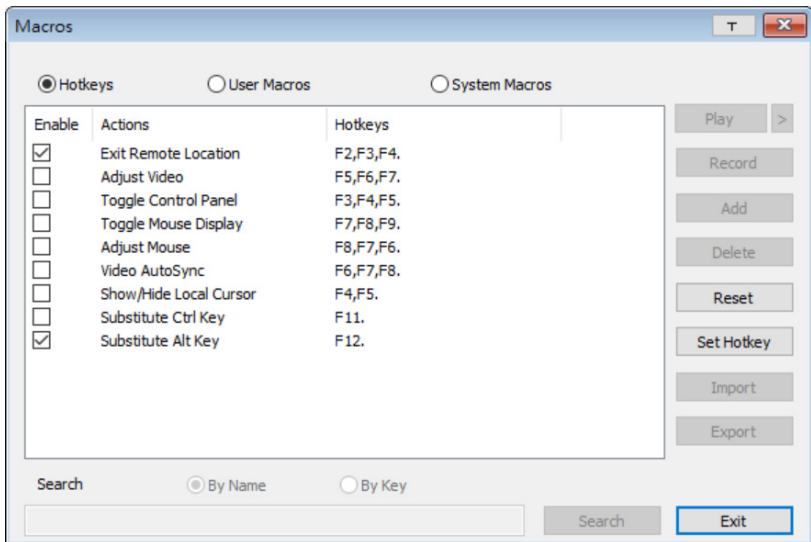 Macros T
Hotkeys User Macros System Macros
Enable Actions Hotkeys
Exit Remote Location F2,F3,F4.
Adjust Video F5,F6,F7.
Toggle Control Panel F3,F4,F5.
Toggle Mouse Display F7,F8,F9.
Adjust Mouse F8,F7,F6.
Video AutoSync F6,F7,F8.
Show/Hide Local Cursor F4,F5.
Substitute Ctrl Key F11.
Substitute Alt Key F12.
Play >
Record
Add
Delete
Reset
Set Hotkey
Import
Export
Search By Name By Key
Search Exit